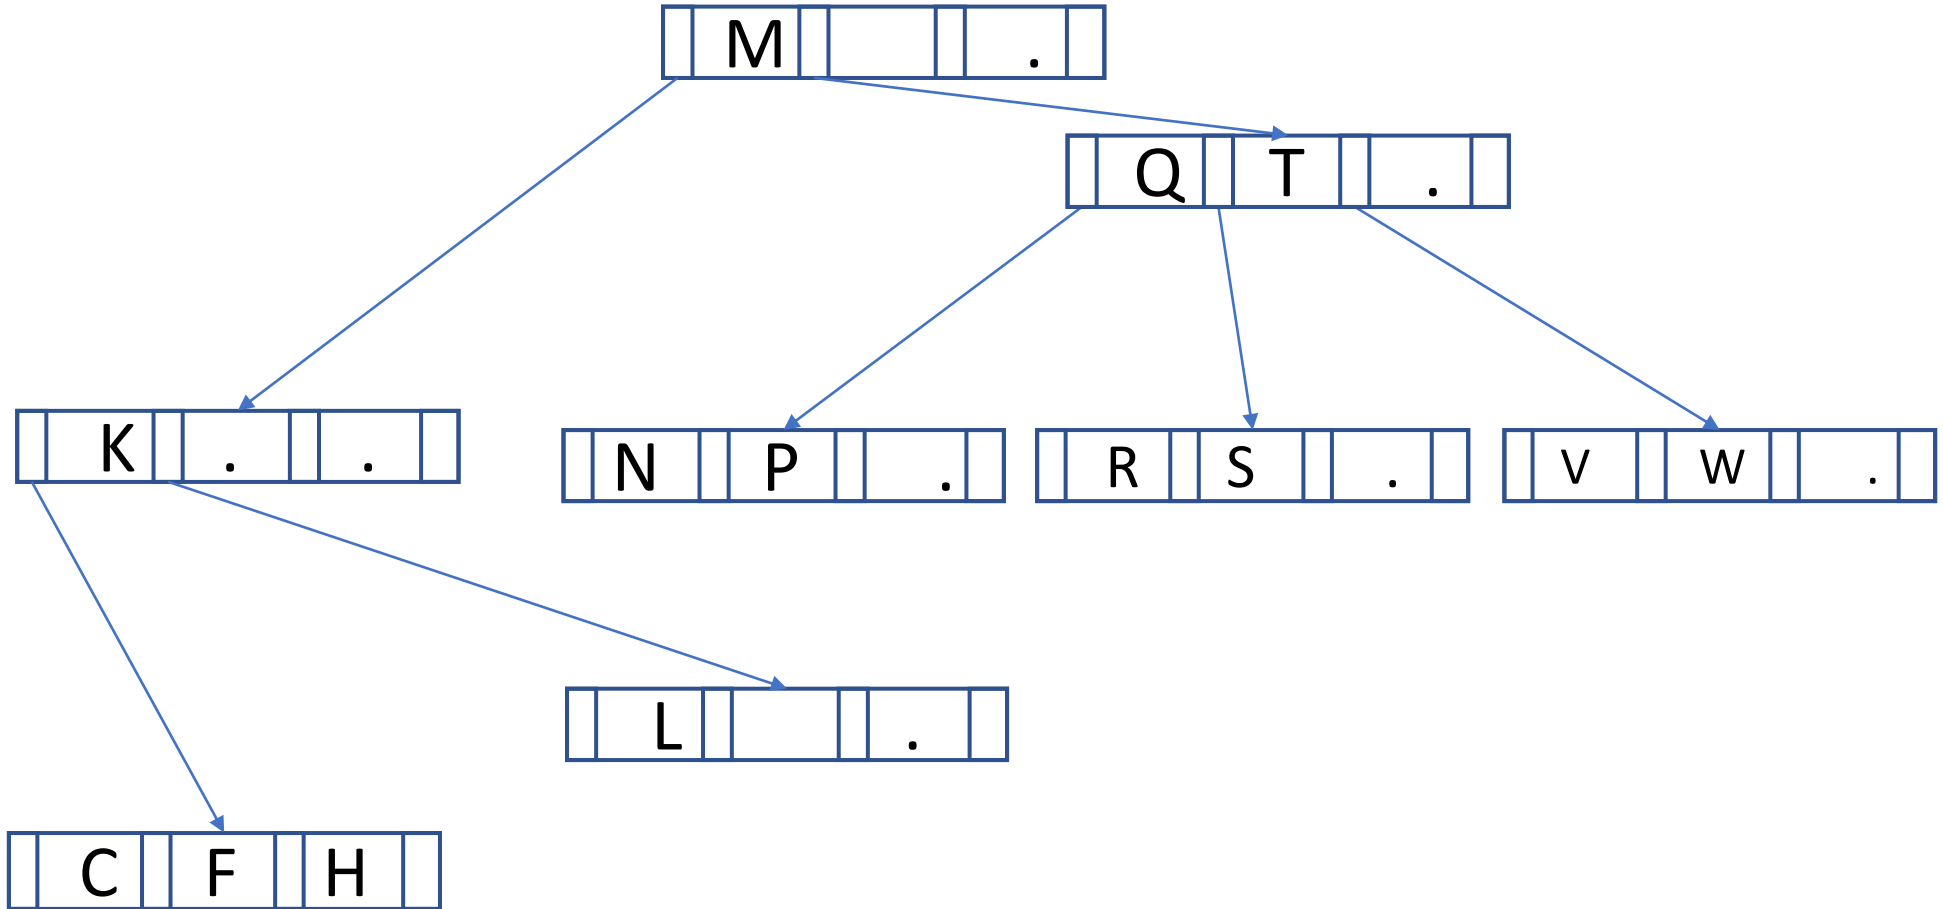 M .
Q T .
K . .
N P .
R S .
V W .
L .
C F H